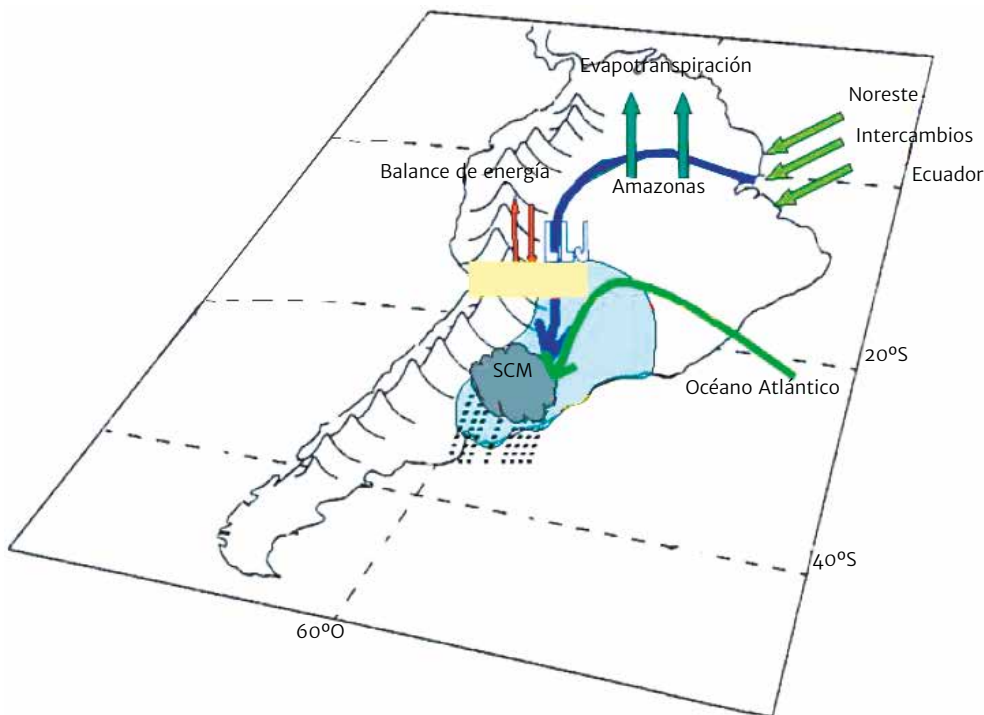 Evapotranspiración
Noreste
Intercambios
Balance de energía
Amazonas
Ecuador
LLJ
20ºS
SCM
Océano Atlántico
40ºS
60ºO